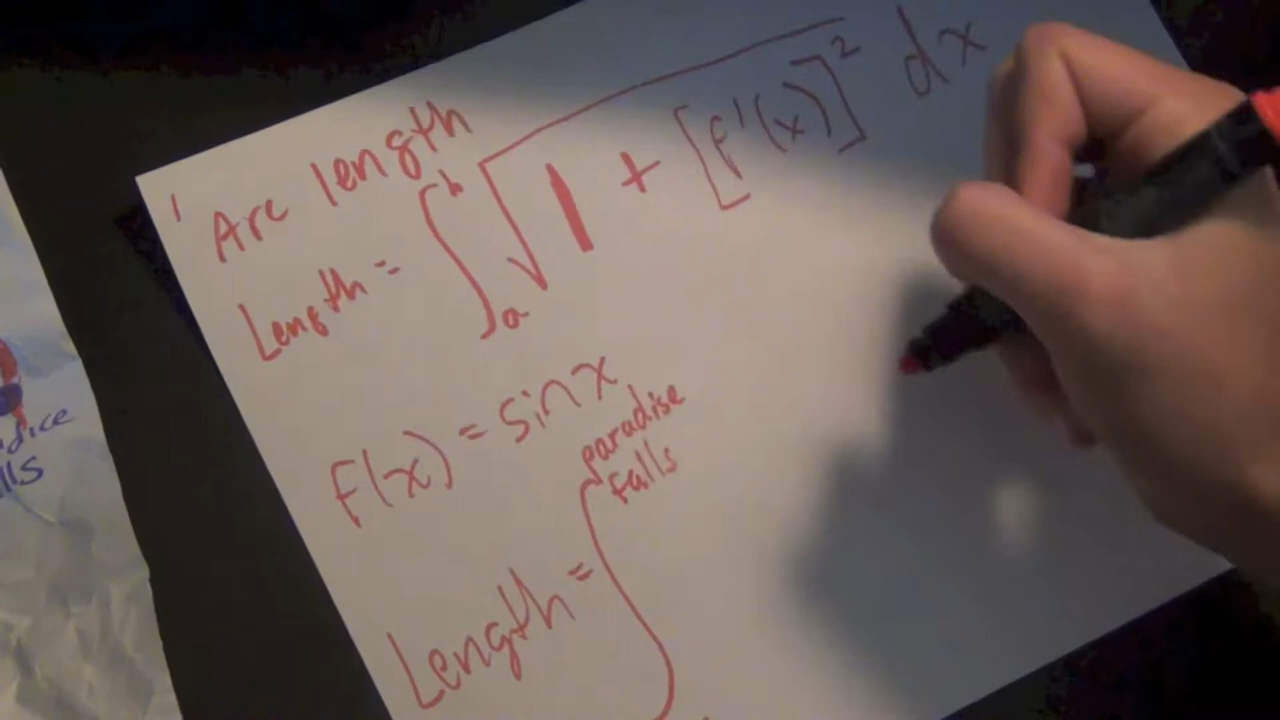 Arc length
Length = ∫ₐᵇ √1 + [f'(x)]² dx
f(x) = sin x
paradise
falls
Length = ∫